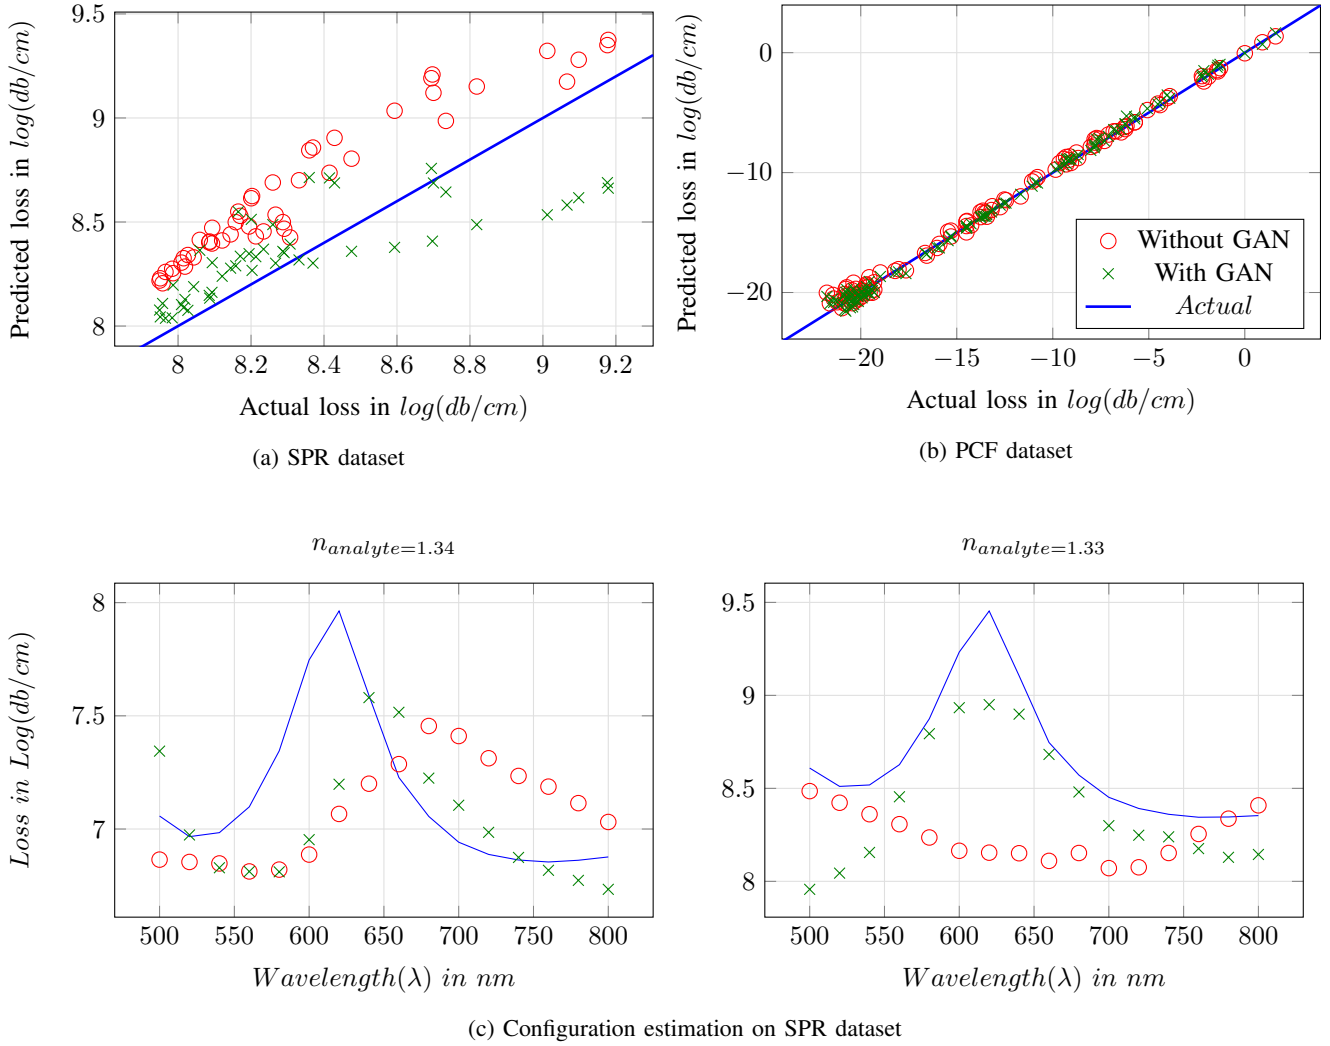 9.5
9
8.5
8
8
8.2
8.4
8.6
8.8
9
9.2
Predicted loss in log(db/cm)
Actual loss in log(db/cm)
(a) SPR dataset
0
−10
−20
−20
−15
−10
−5
0
Predicted loss in log(db/cm)
Without GAN
With GAN
Actual
Actual loss in log(db/cm)
(b) PCF dataset
n_{analyte=1.34}
8
7.5
7
500
550
600
650
700
750
800
Loss in Log(db/cm)
Wavelength(λ) in nm
n_{analyte=1.33}
9.5
9
8.5
8
500
550
600
650
700
750
800
Wavelength(λ) in nm
(c) Configuration estimation on SPR dataset